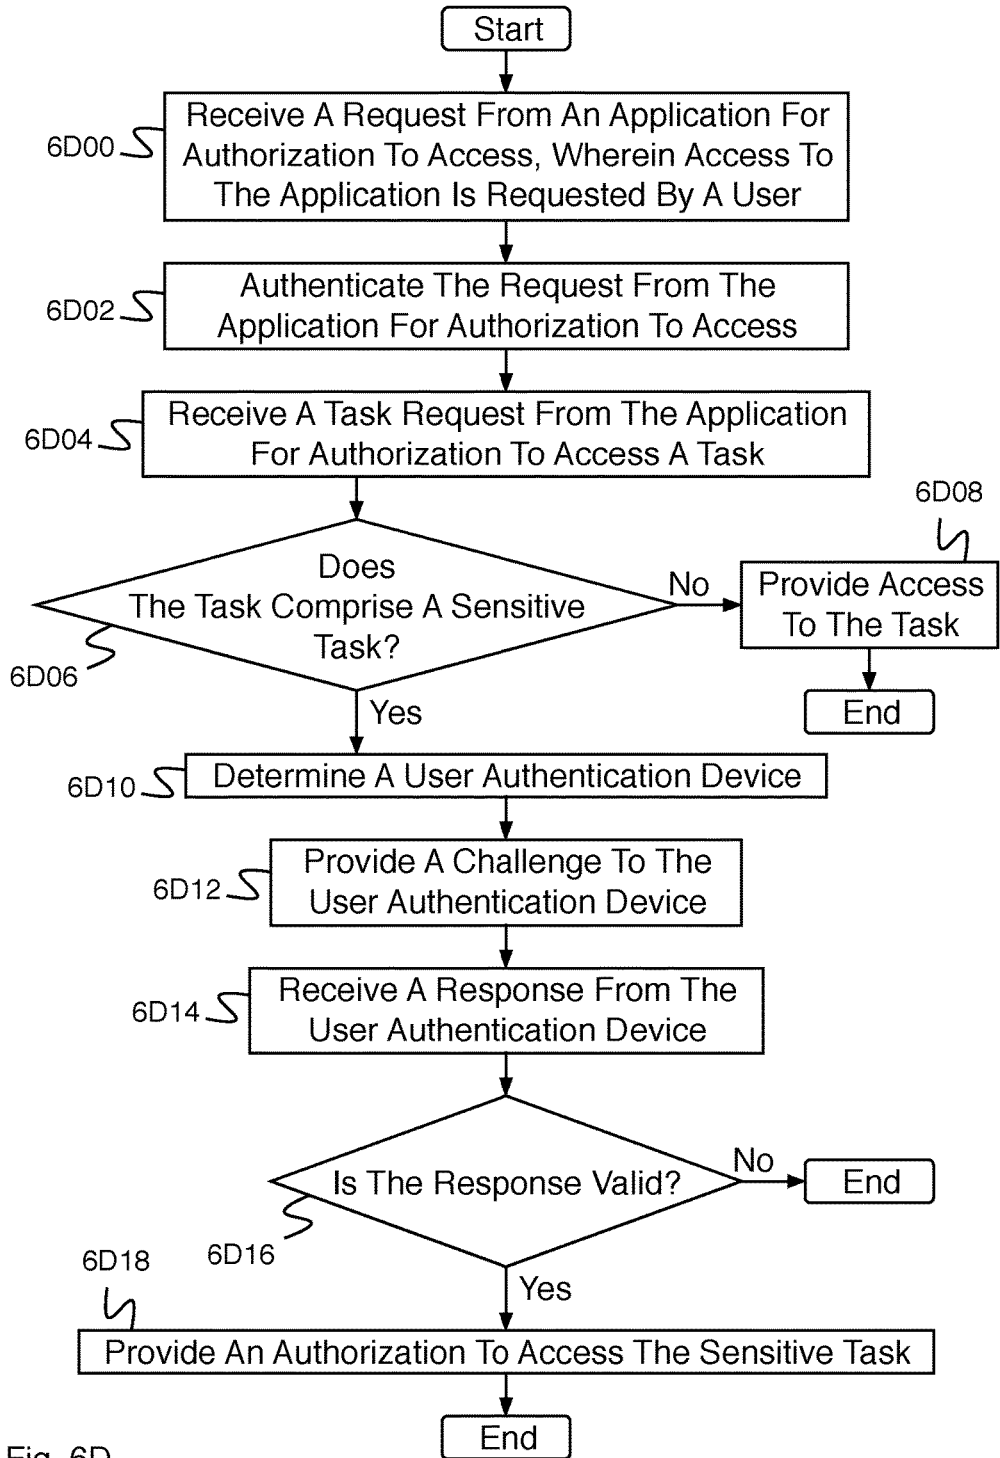 Start
6D00
Receive A Request From An Application For
Authorization To Access, Wherein Access To
The Application Is Requested By A User
6D02
Authenticate The Request From The
Application For Authorization To Access
6D04
Receive A Task Request From The Application
For Authorization To Access A Task
6D06
Does
The Task Comprise A Sensitive
Task?
No
6D08
Provide Access
To The Task
End
Yes
6D10
Determine A User Authentication Device
6D12
Provide A Challenge To The
User Authentication Device
6D14
Receive A Response From The
User Authentication Device
6D16
Is The Response Valid?
No
End
Yes
6D18
Provide An Authorization To Access The Sensitive Task
End
Fig. 6D